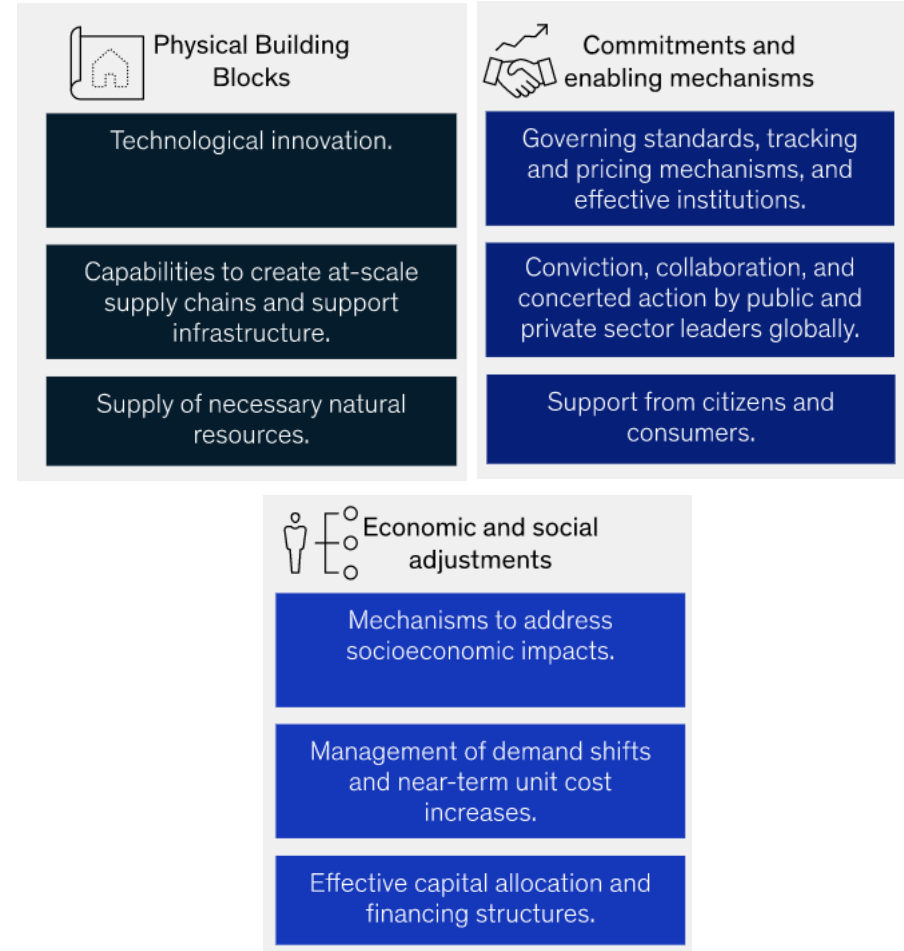 Physical Building
Blocks
Technological innovation.
Capabilities to create at-scale
supply chains and support
infrastructure.
Supply of necessary natural
resources.
Commitments and
enabling mechanisms
Governing standards, tracking
and pricing mechanisms, and
effective institutions.
Conviction, collaboration, and
concerted action by public and
private sector leaders globally.
Support from citizens and
consumers.
Economic and social
adjustments
Mechanisms to address
socioeconomic impacts.
Management of demand shifts
and near-term unit cost
increases.
Effective capital allocation and
financing structures.